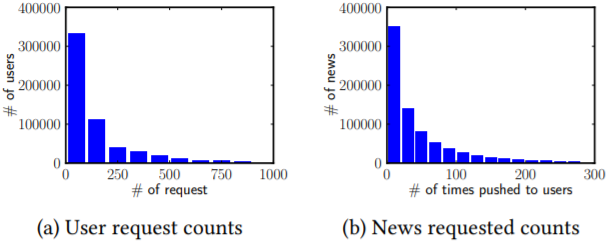 400000
300000
200000
100000
0
# of users
0 250 500 750 1000
# of request
(a) User request counts
400000
300000
200000
100000
0
# of news
0 100 200 300
# of times pushed to users
(b) News requested counts